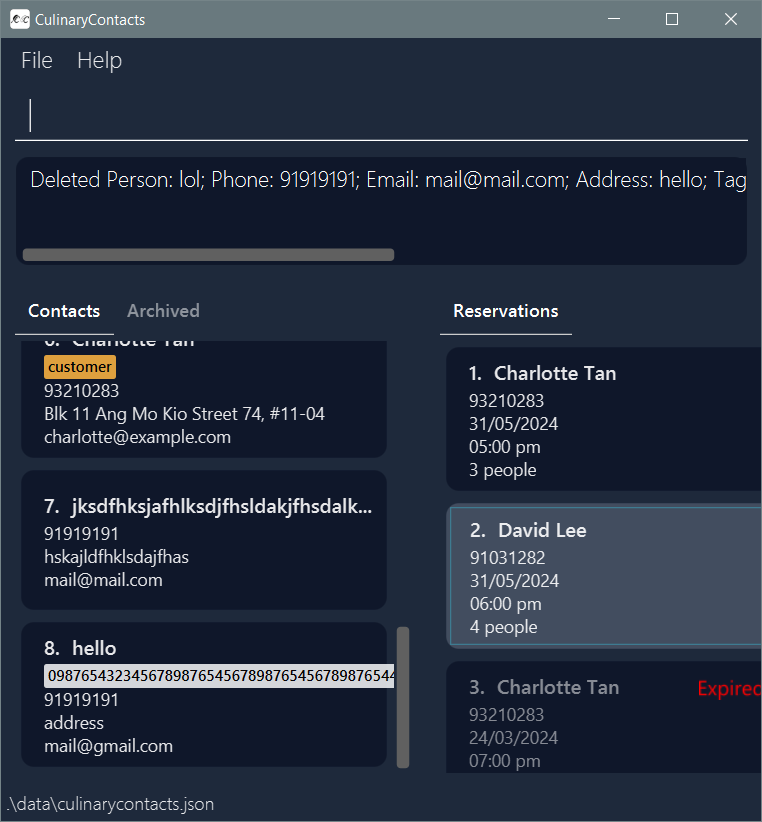 CulinaryContacts
File Help
Deleted Person: lol; Phone: 91919191; Email: mail@mail.com; Address: hello; Tag
Contacts Archived
6. Charlotte Tan
customer
93210283
Blk 11 Ang Mo Kio Street 74, #11-04
charlotte@example.com
7. jksdfhksjafhlksdjfhsldakjfhsdalk...
91919191
hskajldfhklsdajfhas
mail@mail.com
8. hello
098765432345678987654567898765456789876544
91919191
address
mail@gmail.com
Reservations
1. Charlotte Tan
93210283
31/05/2024
05:00 pm
3 people
2. David Lee
91031282
31/05/2024
06:00 pm
4 people
3. Charlotte Tan
Expired
93210283
24/03/2024
07:00 pm
.\data\culinarycontacts.json